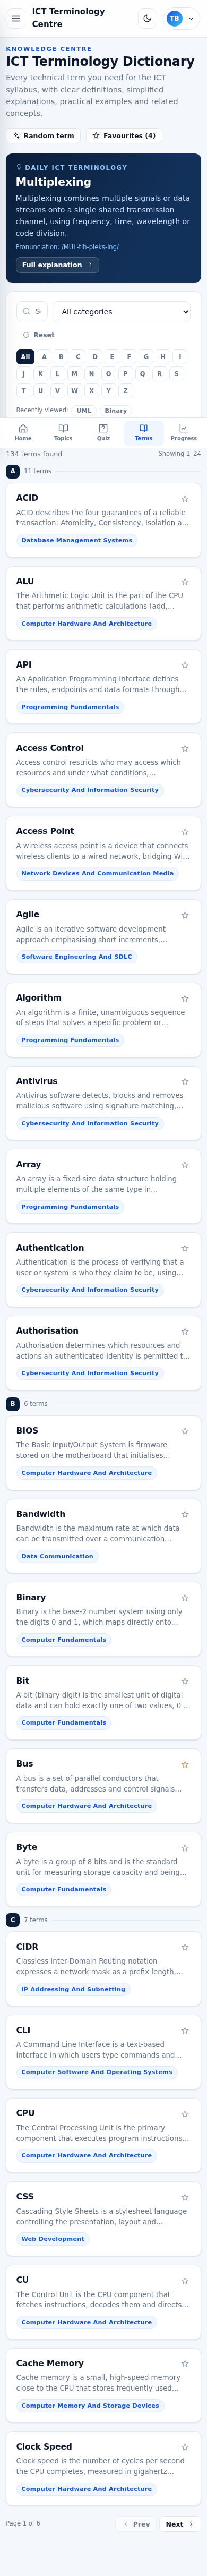 ICT Terminology
Centre
TB
KNOWLEDGE CENTRE
ICT Terminology Dictionary
Every technical term you need for the ICT
syllabus, with clear definitions, simplified
explanations, practical examples and related
concepts.
Random term
Favourites (4)
DAILY ICT TERMINOLOGY
Multiplexing
Multiplexing combines multiple signals or data
streams onto a single shared transmission
channel, using frequency, time, wavelength or
code division.
Pronunciation: /MUL-tih-pleks-ing/
Full explanation →
S
All categories
Reset
All A B C D E F G H I
J K L M N O P Q R S
T U V W X Y Z
Recently viewed: UML Binary
Home Topics Quiz Terms Progress
134 terms found Showing 1–24
A 11 terms
ACID
ACID describes the four guarantees of a reliable
transaction: Atomicity, Consistency, Isolation a…
Database Management Systems
ALU
The Arithmetic Logic Unit is the part of the CPU
that performs arithmetic calculations (add,…
Computer Hardware And Architecture
API
An Application Programming Interface defines
the rules, endpoints and data formats through…
Programming Fundamentals
Access Control
Access control restricts who may access which
resources and under what conditions,…
Cybersecurity And Information Security
Access Point
A wireless access point is a device that connects
wireless clients to a wired network, bridging Wi…
Network Devices And Communication Media
Agile
Agile is an iterative software development
approach emphasising short increments,…
Software Engineering And SDLC
Algorithm
An algorithm is a finite, unambiguous sequence
of steps that solves a specific problem or…
Programming Fundamentals
Antivirus
Antivirus software detects, blocks and removes
malicious software using signature matching,…
Cybersecurity And Information Security
Array
An array is a fixed-size data structure holding
multiple elements of the same type in…
Programming Fundamentals
Authentication
Authentication is the process of verifying that a
user or system is who they claim to be, using…
Cybersecurity And Information Security
Authorisation
Authorisation determines which resources and
actions an authenticated identity is permitted t…
Cybersecurity And Information Security
B 6 terms
BIOS
The Basic Input/Output System is firmware
stored on the motherboard that initialises…
Computer Hardware And Architecture
Bandwidth
Bandwidth is the maximum rate at which data
can be transmitted over a communication…
Data Communication
Binary
Binary is the base-2 number system using only
the digits 0 and 1, which maps directly onto…
Computer Fundamentals
Bit
A bit (binary digit) is the smallest unit of digital
data and can hold exactly one of two values, 0 …
Computer Fundamentals
Bus
A bus is a set of parallel conductors that
transfers data, addresses and control signals…
Computer Hardware And Architecture
Byte
A byte is a group of 8 bits and is the standard
unit for measuring storage capacity and being…
Computer Fundamentals
C 7 terms
CIDR
Classless Inter-Domain Routing notation
expresses a network mask as a prefix length,…
IP Addressing And Subnetting
CLI
A Command Line Interface is a text-based
interface in which users type commands and…
Computer Software And Operating Systems
CPU
The Central Processing Unit is the primary
component that executes program instructions…
Computer Hardware And Architecture
CSS
Cascading Style Sheets is a stylesheet language
controlling the presentation, layout and…
Web Development
CU
The Control Unit is the CPU component that
fetches instructions, decodes them and directs…
Computer Hardware And Architecture
Cache Memory
Cache memory is a small, high-speed memory
close to the CPU that stores frequently used…
Computer Memory And Storage Devices
Clock Speed
Clock speed is the number of cycles per second
the CPU completes, measured in gigahertz…
Computer Hardware And Architecture
Page 1 of 6 Prev Next